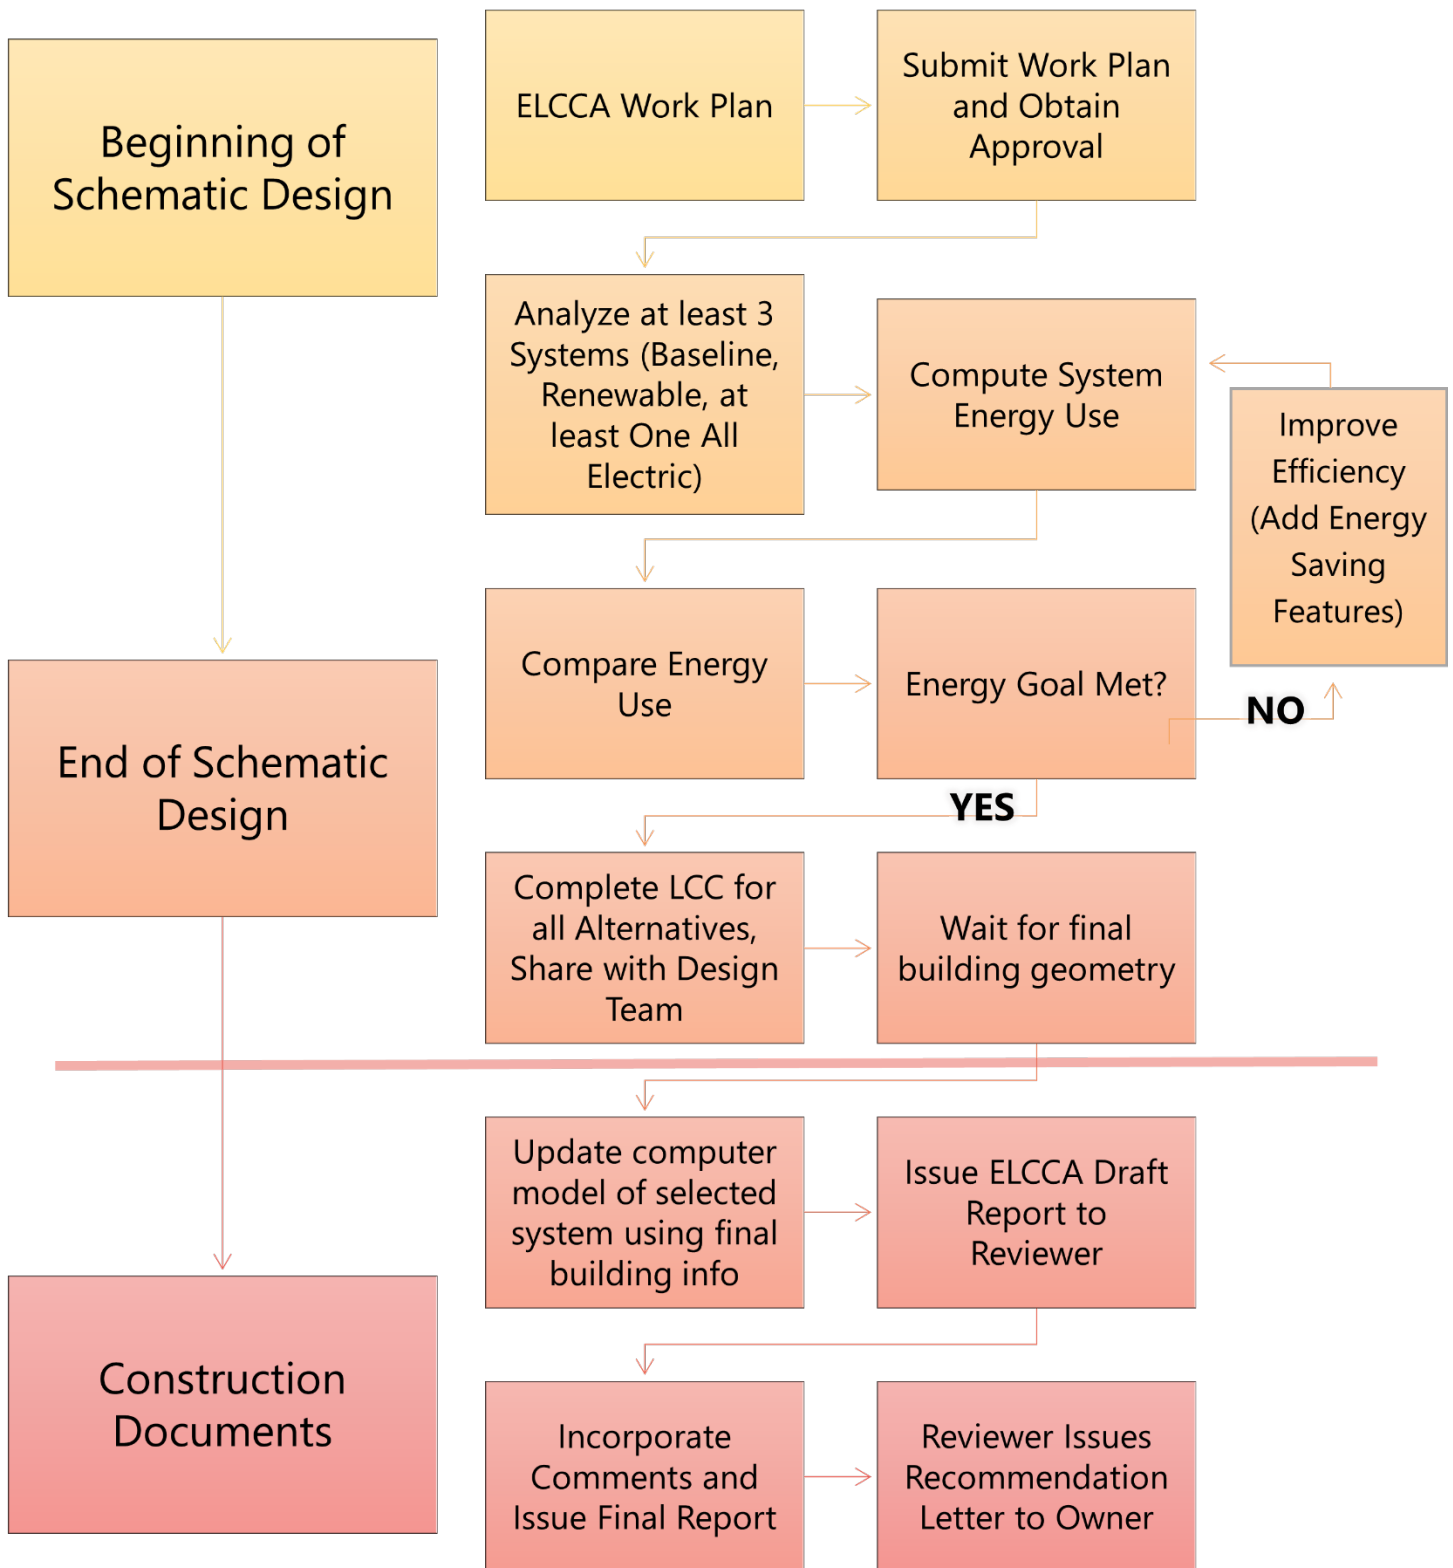 Beginning of
Schematic Design
ELCCA Work Plan
Submit Work Plan
and Obtain
Approval
Analyze at least 3
Systems (Baseline,
Renewable, at
least One All
Electric)
Compute System
Energy Use
Improve
Efficiency
(Add Energy
Saving
Features)
End of Schematic
Design
Compare Energy
Use
Energy Goal Met?
NO
YES
Complete LCC for
all Alternatives,
Share with Design
Team
Wait for final
building geometry
Update computer
model of selected
system using final
building info
Issue ELCCA Draft
Report to
Reviewer
Construction
Documents
Incorporate
Comments and
Issue Final Report
Reviewer Issues
Recommendation
Letter to Owner